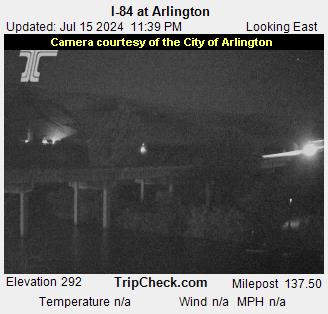 I-84 at Arlington
Updated: Jul 15 2024 11:39 PM Looking East
Camera courtesy of the City of Arlington
Elevation 292 TripCheck.com Milepost 137.50
Temperature n/a Wind n/a MPH n/a